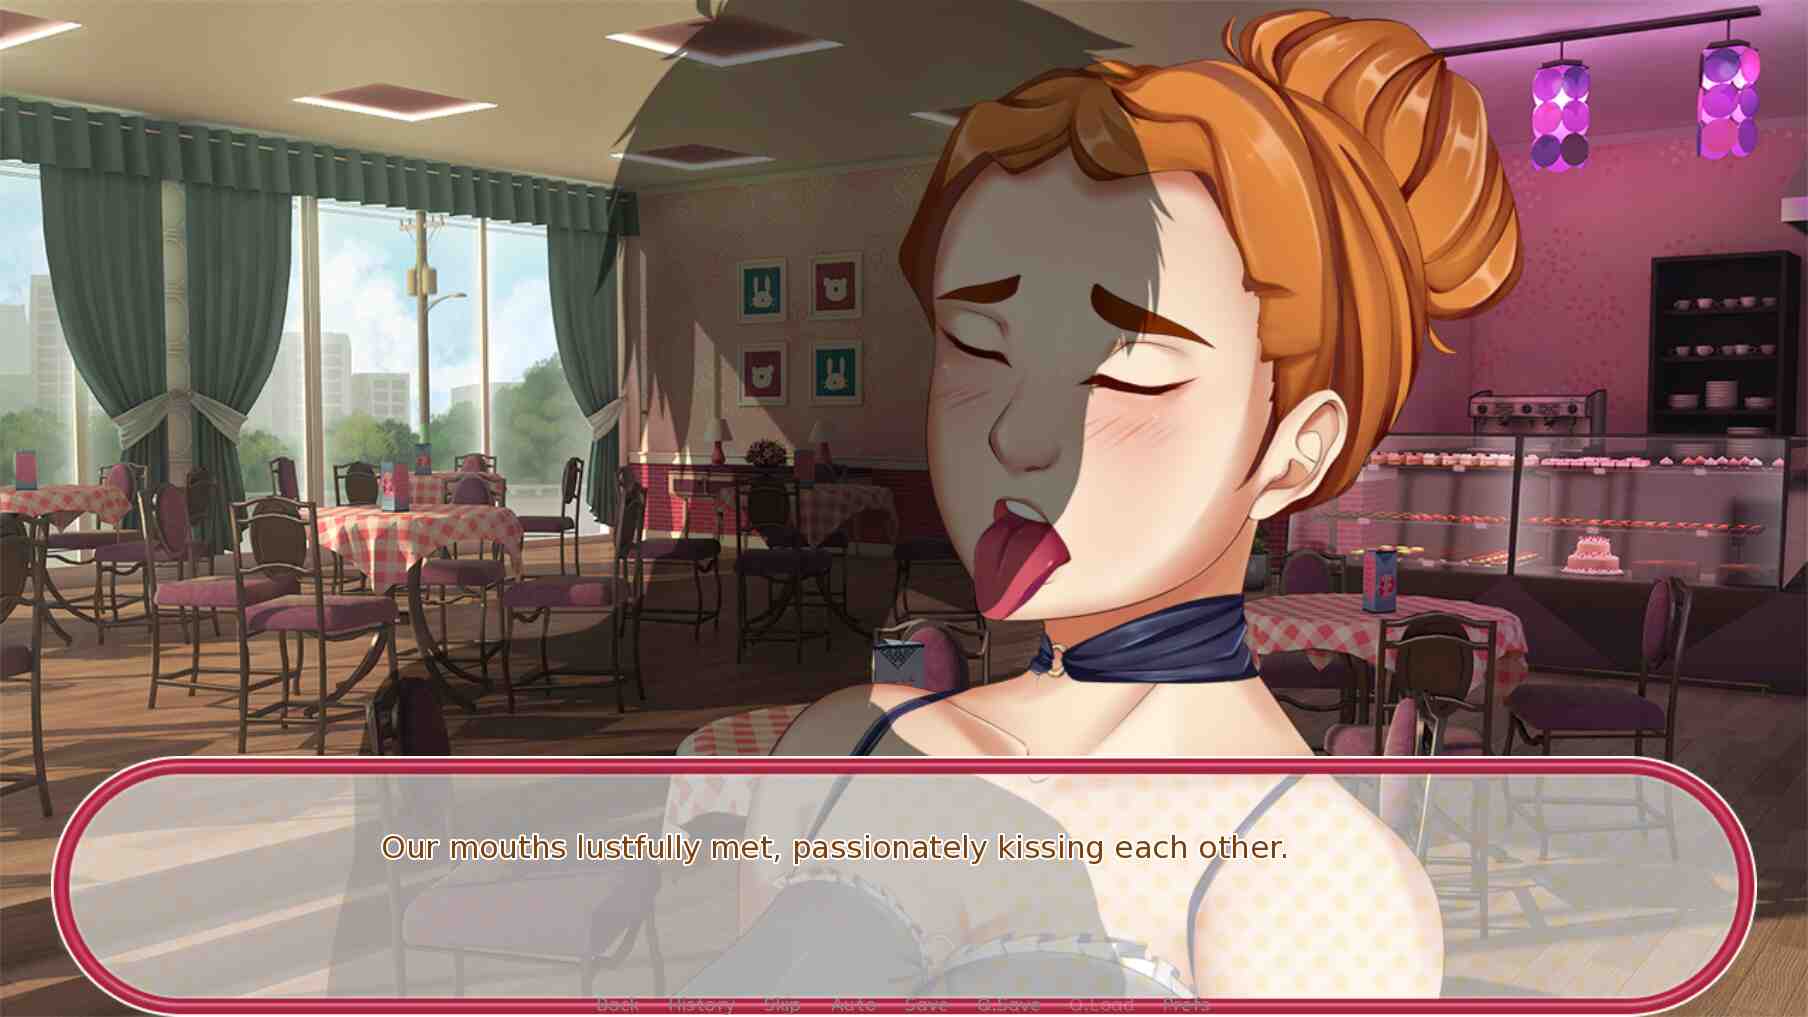 Our mouths lustfully met, passionately kissing each other.
Back History Skip Auto Save Q.Save Q.Load Prefs